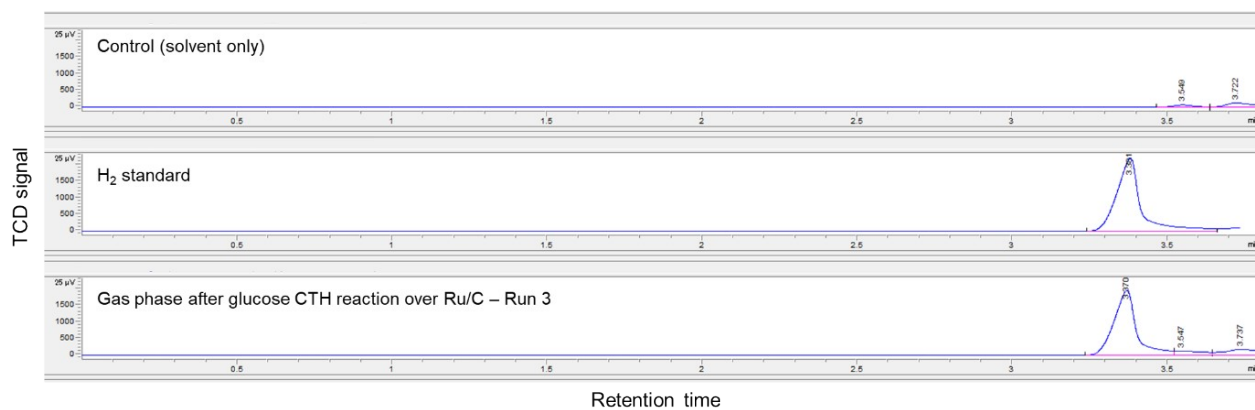 TCD signal
25 µV
1500
1000
500
0
Control (solvent only)
3.549
3.722
0.5 1 1.5 2 2.5 3 3.5
25 µV
1500
1000
500
0
H₂ standard
0.5 1 1.5 2 2.5 3 3.5
25 µV
1500
1000
500
0
Gas phase after glucose CTH reaction over Ru/C – Run 3
3.370
3.547
3.737
0.5 1 1.5 2 2.5 3 3.5
Retention time